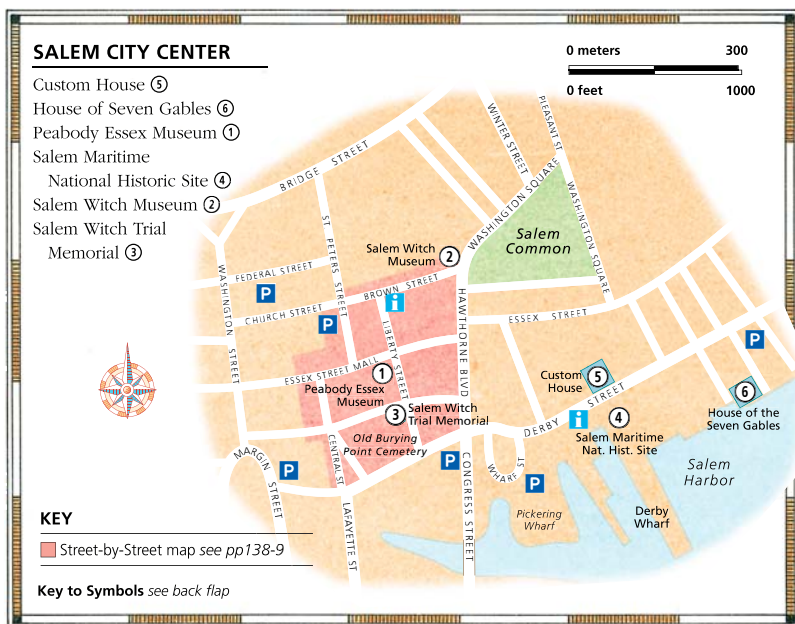 SALEM CITY CENTER
Custom House 5
House of Seven Gables 6
Peabody Essex Museum 1
Salem Maritime
National Historic Site 4
Salem Witch Museum 2
Salem Witch Trial
Memorial 3
0 meters 300
0 feet 1000
BRIDGE STREET
WINTER STREET
PLEASANT ST
WASHINGTON SQUARE
WASHINGTON SQUARE
Salem
Common
ST PETERS STREET
Salem Witch
Museum
2
FEDERAL STREET
P
WASHINGTON STREET
CHURCH STREET
P
BROWN STREET
i
HAWTHORNE BLVD
ESSEX STREET
LIBERTY STREET
ESSEX STREET MALL
1
Peabody Essex
Museum
3
Salem Witch
Trial Memorial
Old Burying
Point Cemetery
Custom
House
5
P
6
House of the
Seven Gables
DERBY STREET
i
4
Salem Maritime
Nat. Hist. Site
MARGIN STREET
P
CENTRAL ST
LAFAYETTE ST
P
CONGRESS STREET
WHARF ST
P
Pickering
Wharf
Derby
Wharf
Salem
Harbor
KEY
Street-by-Street map see pp138-9
Key to Symbols see back flap